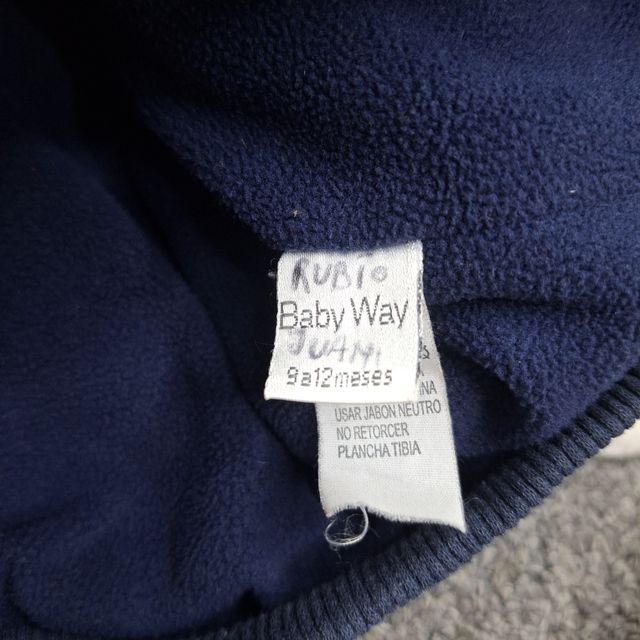 RUBIO
Baby Way
JUAMI
9a12meses
USAR JABON NEUTRO
NO RETORCER
PLANCHA TIBIA